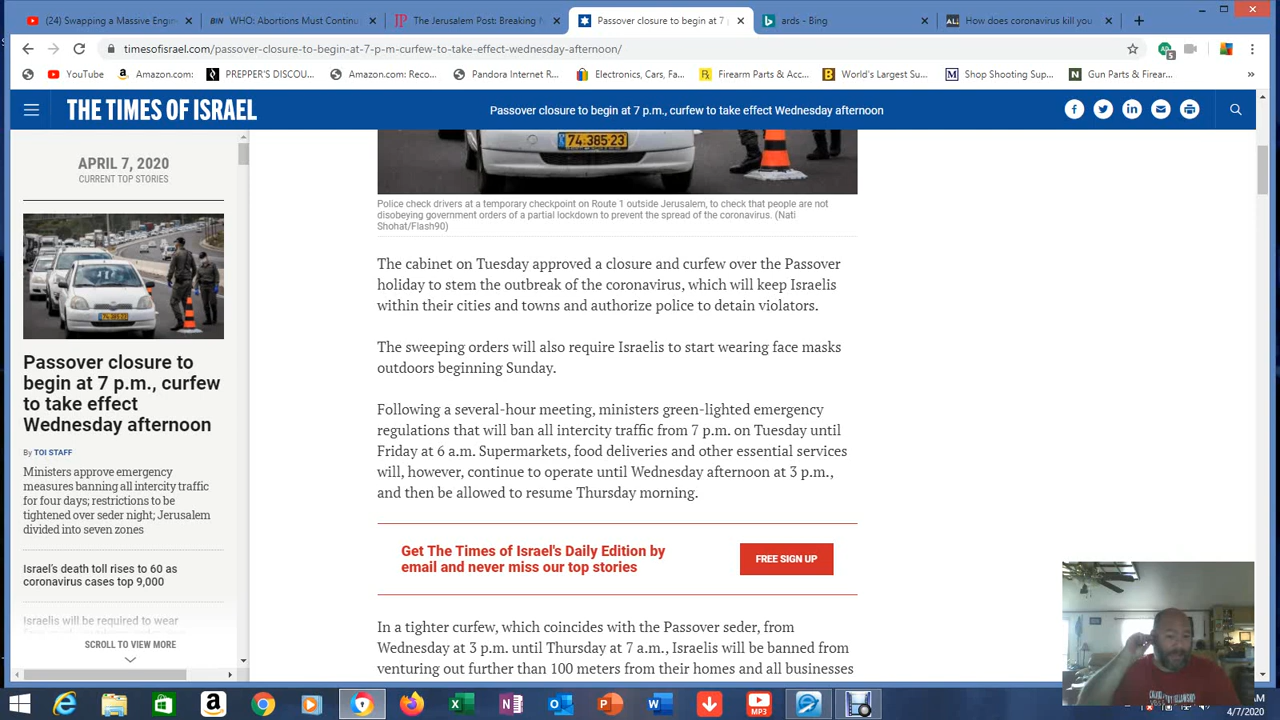 (24) Swapping a Massive Engin
WHO: Abortions Must Continu
The Jerusalem Post: Breaking N
Passover closure to begin at 7 p
ards - Bing
How does coronavirus kill you
timesofisrael.com/passover-closure-to-begin-at-7-p-m-curfew-to-take-effect-wednesday-afternoon/
YouTube
Amazon.com:
PREPPER'S DISCOU...
Amazon.com: Reco...
Pandora Internet R...
Electronics, Cars, Fa...
Firearm Parts & Acc...
World's Largest Su...
Shop Shooting Sup...
Gun Parts & Firear...
THE TIMES OF ISRAEL
Passover closure to begin at 7 p.m., curfew to take effect Wednesday afternoon
APRIL 7, 2020
CURRENT TOP STORIES
Passover closure to
begin at 7 p.m., curfew
to take effect
Wednesday afternoon
By TOI STAFF
Ministers approve emergency
measures banning all intercity traffic
for four days; restrictions to be
tightened over seder night; Jerusalem
divided into seven zones
Israel's death toll rises to 60 as
coronavirus cases top 9,000
Israelis will be required to wear
SCROLL TO VIEW MORE
74.385.23
Police check drivers at a temporary checkpoint on Route 1 outside Jerusalem, to check that people are not
disobeying government orders of a partial lockdown to prevent the spread of the coronavirus. (Nati
Shohat/Flash90)
The cabinet on Tuesday approved a closure and curfew over the Passover
holiday to stem the outbreak of the coronavirus, which will keep Israelis
within their cities and towns and authorize police to detain violators.
The sweeping orders will also require Israelis to start wearing face masks
outdoors beginning Sunday.
Following a several-hour meeting, ministers green-lighted emergency
regulations that will ban all intercity traffic from 7 p.m. on Tuesday until
Friday at 6 a.m. Supermarkets, food deliveries and other essential services
will, however, continue to operate until Wednesday afternoon at 3 p.m.,
and then be allowed to resume Thursday morning.
Get The Times of Israel's Daily Edition by
email and never miss our top stories
FREE SIGN UP
In a tighter curfew, which coincides with the Passover seder, from
Wednesday at 3 p.m. until Thursday at 7 a.m., Israelis will be banned from
venturing out further than 100 meters from their homes and all businesses
MP3
4/7/2020